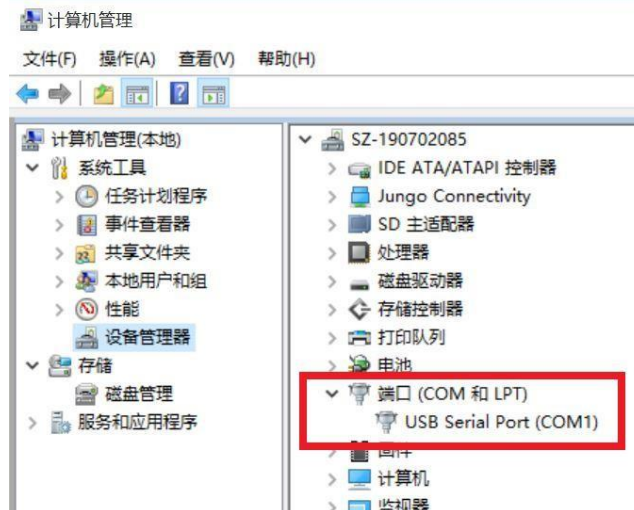 计算机管理
文件(F) 操作(A) 查看(V) 帮助(H)
计算机管理(本地)
系统工具
任务计划程序
事件查看器
共享文件夹
本地用户和组
性能
设备管理器
存储
磁盘管理
服务和应用程序
SZ-190702085
IDE ATA/ATAPI 控制器
Jungo Connectivity
SD 主适配器
处理器
磁盘驱动器
存储控制器
打印队列
电池
端口 (COM 和 LPT)
USB Serial Port (COM1)
固件
计算机
监视器